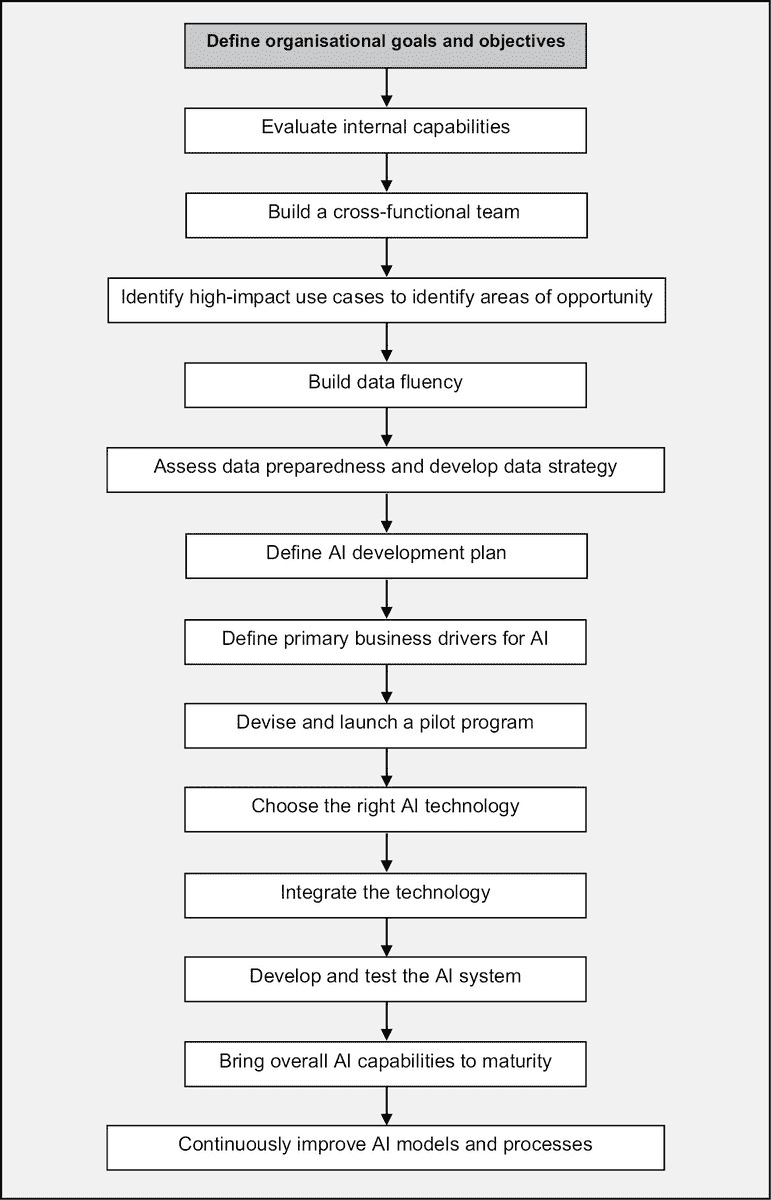 Define organisational goals and objectives
Evaluate internal capabilities
Build a cross-functional team
Identify high-impact use cases to identify areas of opportunity
Build data fluency
Assess data preparedness and develop data strategy
Define AI development plan
Define primary business drivers for AI
Devise and launch a pilot program
Choose the right AI technology
Integrate the technology
Develop and test the AI system
Bring overall AI capabilities to maturity
Continuously improve AI models and processes